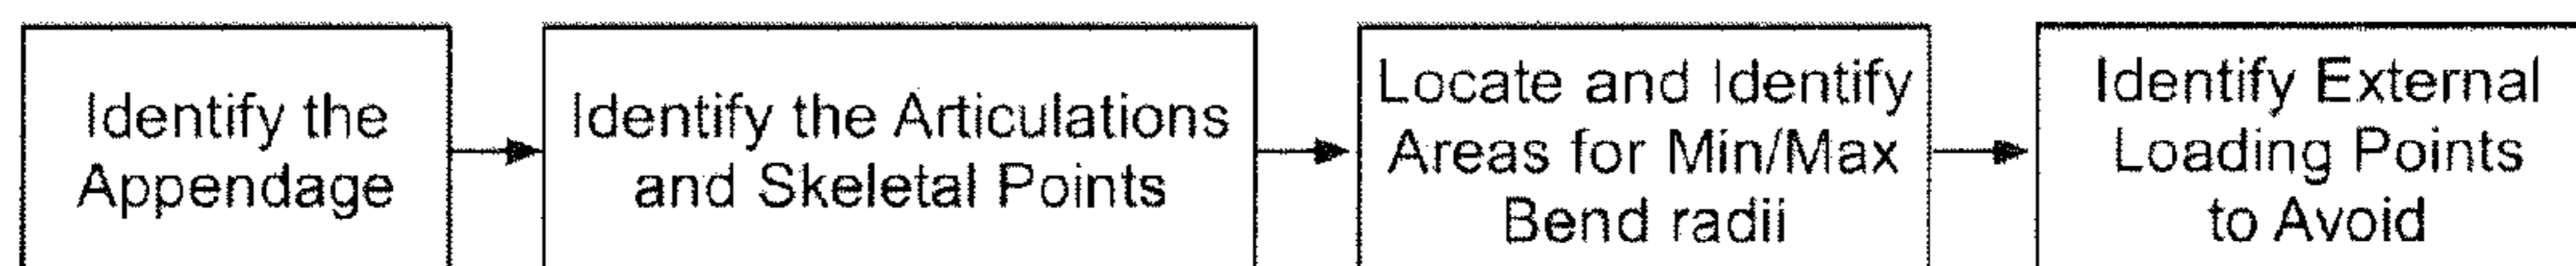 Identify the
Appendage
Identify the Articulations
and Skeletal Points
Locate and Identify
Areas for Min/Max
Bend radii
Identify External
Loading Points
to Avoid